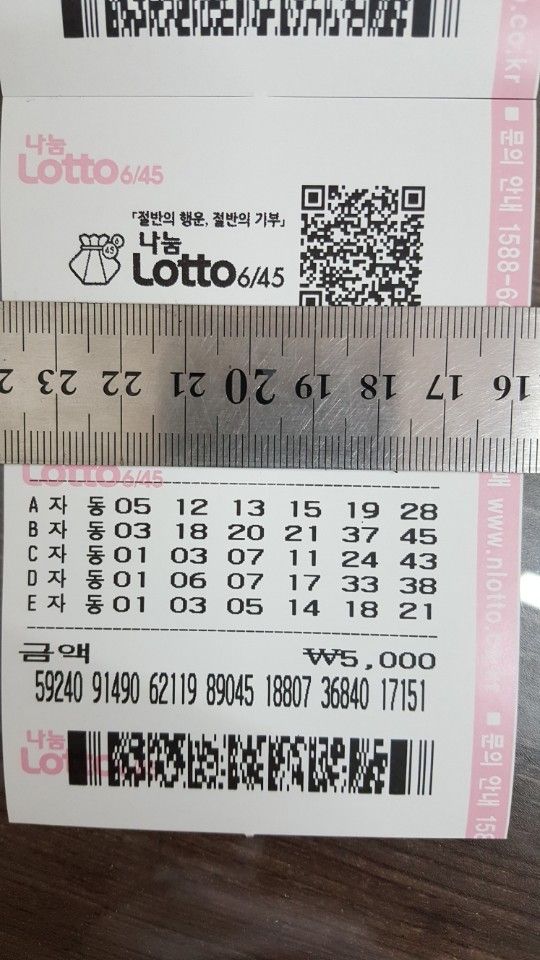 .co.kr ■ 문의 안내 1588-6
나눔
Lotto 6/45
「절반의 행운, 절반의 기부」
45 6
나눔
Lotto 6/45
23 22 21 20 19 18 17 16
Lotto 6/45
A 자 동 05 12 13 15 19 28
B 자 동 03 18 20 21 37 45
C 자 동 01 03 07 11 24 43
D 자 동 01 06 07 17 33 38
E 자 동 01 03 05 14 18 21
금액 ₩5,000
59240 91490 62119 89045 18807 36840 17151
나눔
Lo
www.nlotto. kr ■ 문의 안내 158